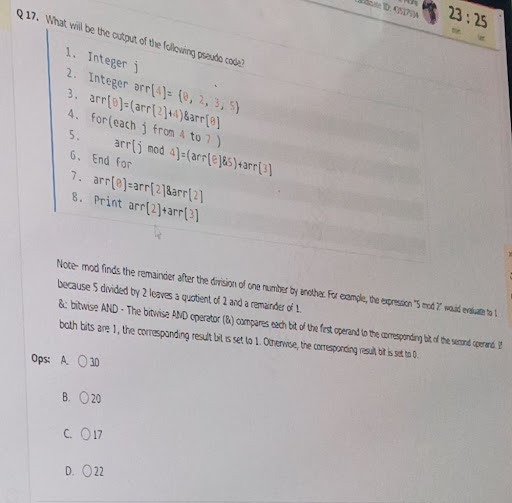 23 : 25
Q 17. What will be the output of the following pseudo code?
1. Integer j
2. Integer arr[4]= {0, 2, 3, 5}
3. arr[0]=(arr[2]+4)&arr[0]
4. for(each j from 4 to 7 )
5. arr[j mod 4]=(arr[0]&5)+arr[3]
6. End for
7. arr[0]=arr[2]&arr[2]
8. Print arr[2]+arr[3]
Note- mod finds the remainder after the division of one number by another. For example, the expression "5 mod 2" would evaluate to 1
because 5 divided by 2 leaves a quotient of 2 and a remainder of 1.
&: bitwise AND - The bitwise AND operator (&) compares each bit of the first operand to the corresponding bit of the second operand. If
both bits are 1, the corresponding result bit is set to 1. Otherwise, the corresponding result bit is set to 0.
Ops: A. 30
B. 20
C. 17
D. 22